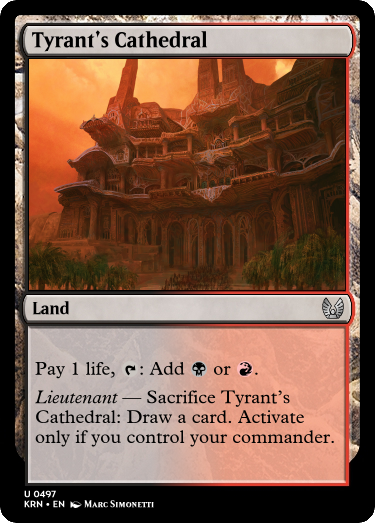 Tyrant's Cathedral
Land
Pay 1 life, : Add or .
Lieutenant — Sacrifice Tyrant's
Cathedral: Draw a card. Activate
only if you control your commander.
U 0497
KRN • EN Marc Simonetti